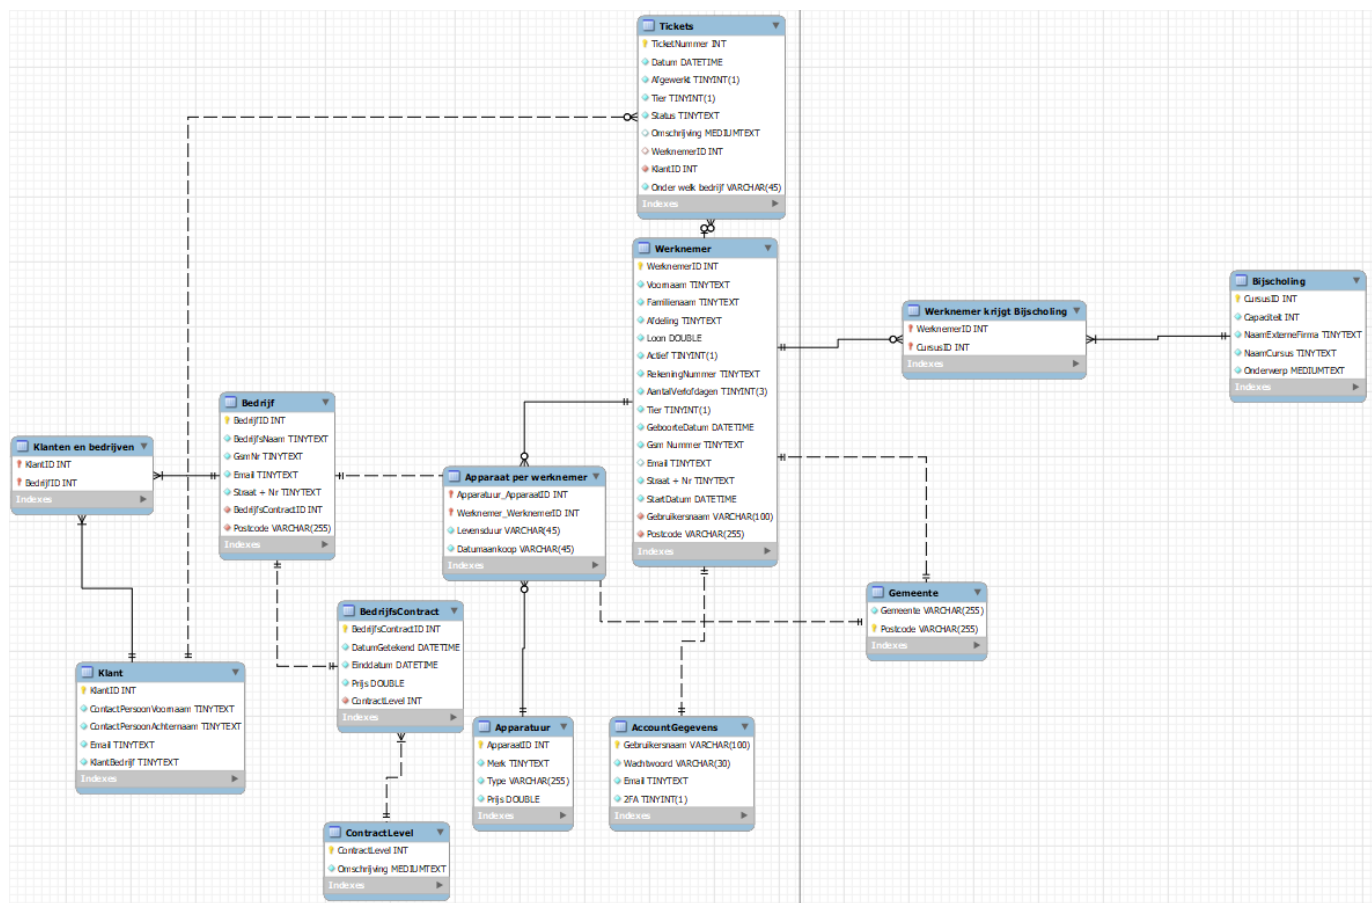 Tickets
TicketNummer INT
Datum DATETIME
Afgewerkt TINYINT(1)
Tier TINYINT(1)
Status TINYTEXT
Omschrijving MEDIUMTEXT
WerknemerID INT
KlantID INT
Onder welk bedrijf VARCHAR(45)
Indexes
Werknemer
WerknemerID INT
Voornaam TINYTEXT
Familienaam TINYTEXT
Afdeling TINYTEXT
Loon DOUBLE
Actief TINYINT(1)
RekeningNummer TINYTEXT
AantalVerlofdagen TINYINT(3)
Tier TINYINT(1)
GeboorteDatum DATETIME
Gsm Nummer TINYTEXT
Email TINYTEXT
Straat + Nr TINYTEXT
StartDatum DATETIME
Gebruikersnaam VARCHAR(100)
Postcode VARCHAR(255)
Indexes
Werknemer krijgt Bijscholing
WerknemerID INT
CursusID INT
Indexes
Bijscholing
CursusID INT
Capaciteit INT
NaamExterneFirma TINYTEXT
NaamCursus TINYTEXT
Onderwerp MEDIUMTEXT
Indexes
Bedrijf
BedrijfID INT
BedrijfsNaam TINYTEXT
GsmNr TINYTEXT
Email TINYTEXT
Straat + Nr TINYTEXT
BedrijfsContractID INT
Postcode VARCHAR(255)
Indexes
Klanten en bedrijven
KlantID INT
BedrijfID INT
Indexes
Apparaat per werknemer
Apparatuur_ApparaatID INT
Werknemer_WerknemerID INT
Levensduur VARCHAR(45)
Datumaankoop VARCHAR(45)
Indexes
Gemeente
Gemeente VARCHAR(255)
Postcode VARCHAR(255)
Indexes
BedrijfsContract
BedrijfsContractID INT
DatumGetekend DATETIME
Einddatum DATETIME
Prijs DOUBLE
ContractLevel INT
Indexes
Klant
KlantID INT
ContactPersoonVoornaam TINYTEXT
ContactPersoonAchternaam TINYTEXT
Email TINYTEXT
KlantBedrijf TINYTEXT
Indexes
Apparatuur
ApparaatID INT
Merk TINYTEXT
Type VARCHAR(255)
Prijs DOUBLE
Indexes
AccountGegevens
Gebruikersnaam VARCHAR(100)
Wachtwoord VARCHAR(30)
Email TINYTEXT
2FA TINYINT(1)
Indexes
ContractLevel
ContractLevel INT
Omschrijving MEDIUMTEXT
Indexes